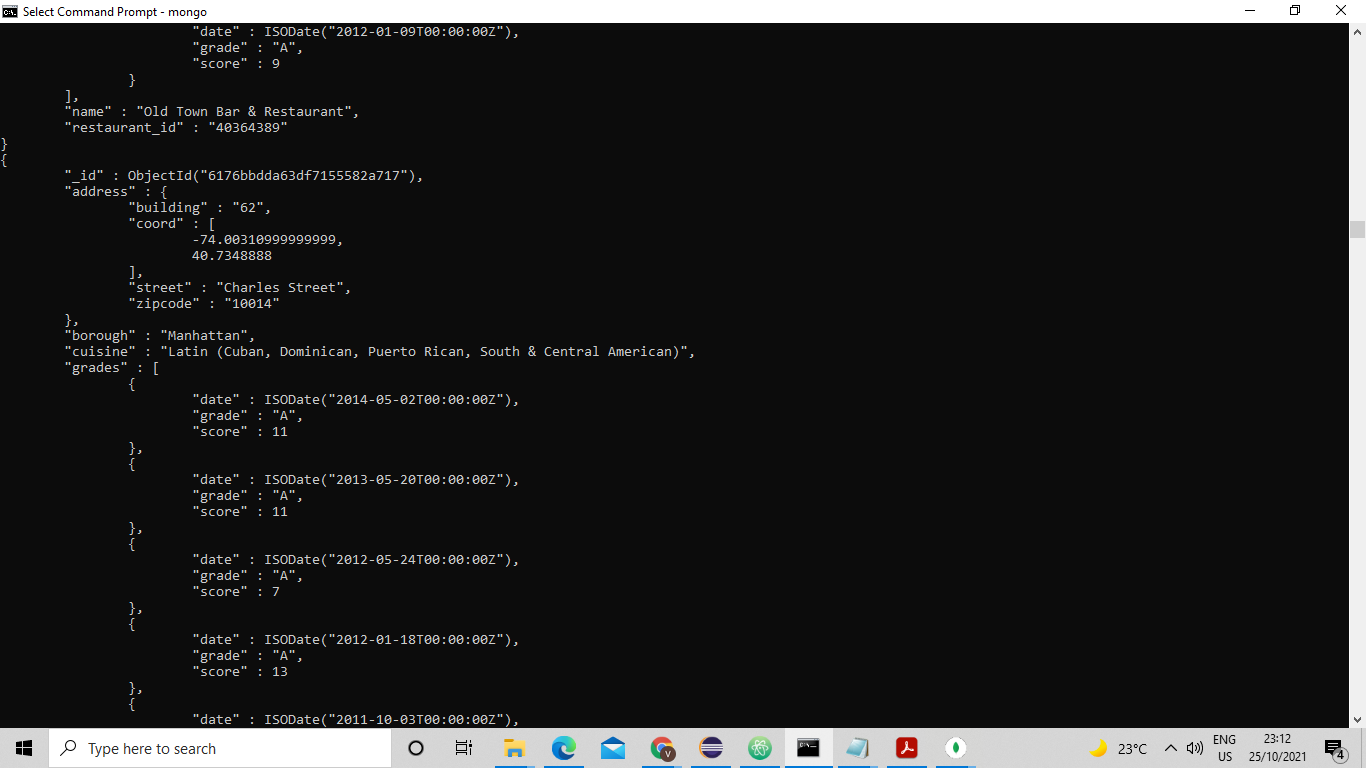 Select Command Prompt - mongo
"date" : ISODate("2012-01-09T00:00:00Z"),
"grade" : "A",
"score" : 9
}
],
"name" : "Old Town Bar & Restaurant",
"restaurant_id" : "40364389"
}
{
"_id" : ObjectId("6176bbdda63df7155582a717"),
"address" : {
"building" : "62",
"coord" : [
-74.00310999999999,
40.7348888
],
"street" : "Charles Street",
"zipcode" : "10014"
},
"borough" : "Manhattan",
"cuisine" : "Latin (Cuban, Dominican, Puerto Rican, South & Central American)",
"grades" : [
{
"date" : ISODate("2014-05-02T00:00:00Z"),
"grade" : "A",
"score" : 11
},
{
"date" : ISODate("2013-05-20T00:00:00Z"),
"grade" : "A",
"score" : 11
},
{
"date" : ISODate("2012-05-24T00:00:00Z"),
"grade" : "A",
"score" : 7
},
{
"date" : ISODate("2012-01-18T00:00:00Z"),
"grade" : "A",
"score" : 13
},
{
"date" : ISODate("2011-10-03T00:00:00Z"),
Type here to search
V
23°C
ENG
US
23:12
25/10/2021
4